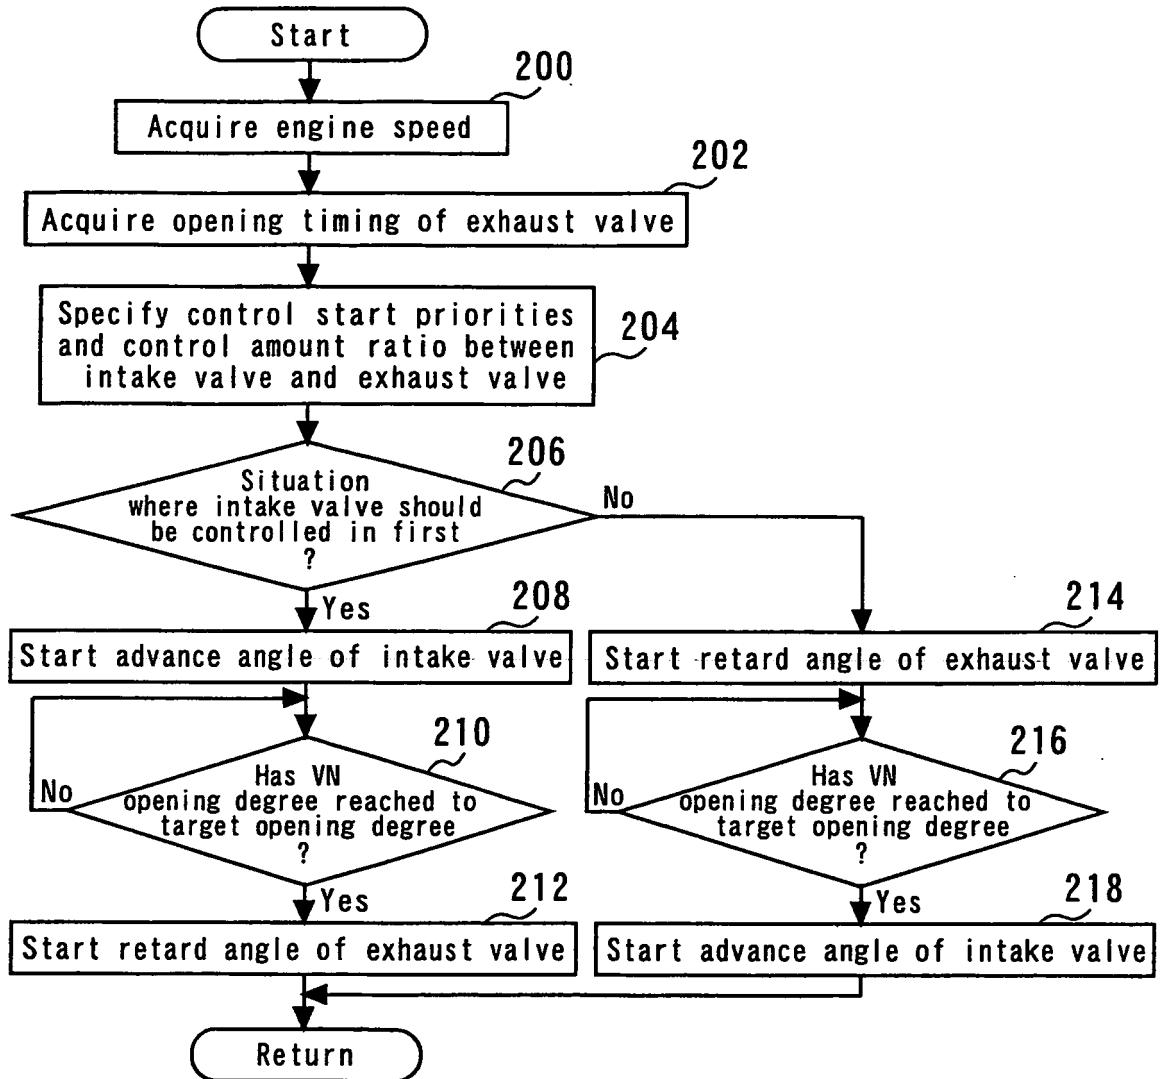 Start
200
Acquire engine speed
202
Acquire opening timing of exhaust valve
204
Specify control start priorities
and control amount ratio between
intake valve and exhaust valve
206
Situation
where intake valve should
be controlled in first
?
No
Yes
208
Start advance angle of intake valve
214
Start retard angle of exhaust valve
210
Has VN
opening degree reached to
target opening degree
?
No
Yes
216
Has VN
opening degree reached to
target opening degree
?
No
Yes
212
Start retard angle of exhaust valve
218
Start advance angle of intake valve
Return